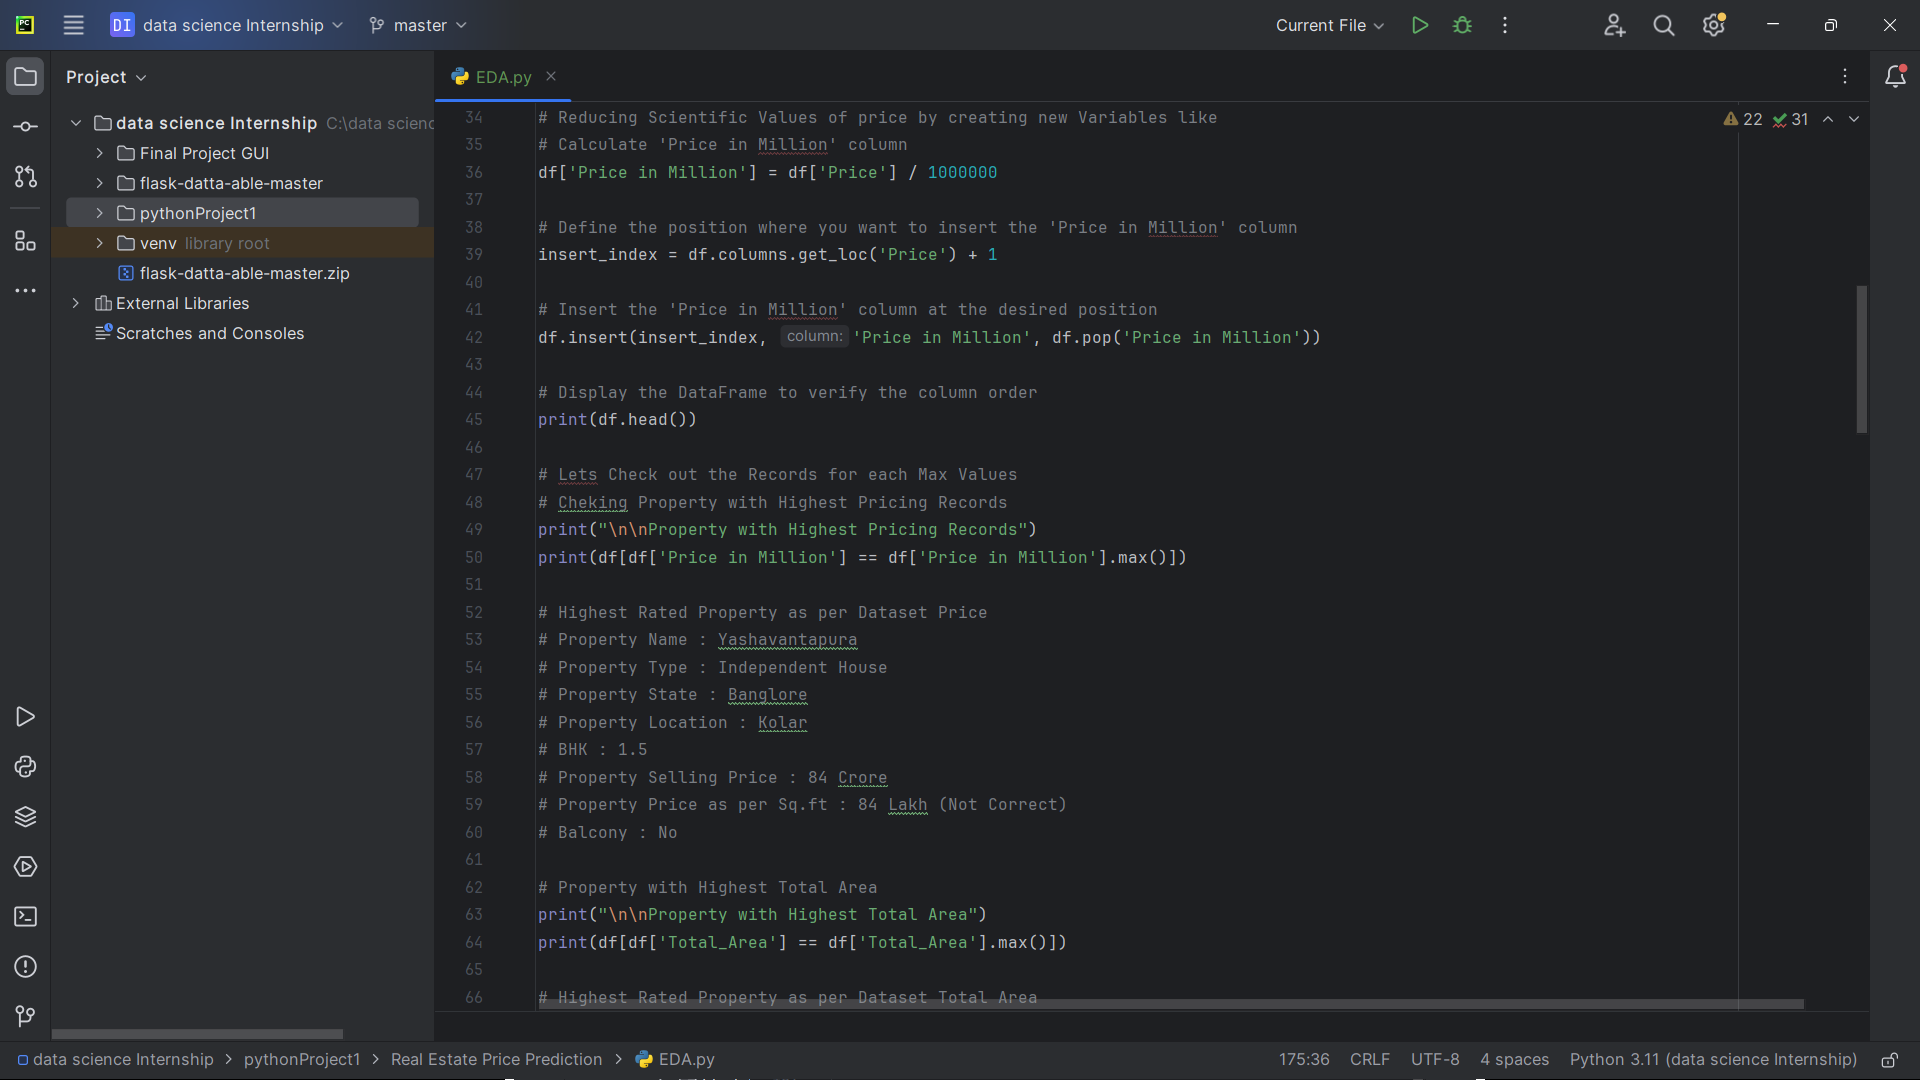 DI data science Internship master Current File
Project
EDA.py
data science Internship C:\data scienc
Final Project GUI
flask-datta-able-master
pythonProject1
venv library root
flask-datta-able-master.zip
External Libraries
Scratches and Consoles
22 31
34 # Reducing Scientific Values of price by creating new Variables like
35 # Calculate 'Price in Million' column
36 df['Price in Million'] = df['Price'] / 1000000
37
38 # Define the position where you want to insert the 'Price in Million' column
39 insert_index = df.columns.get_loc('Price') + 1
40
41 # Insert the 'Price in Million' column at the desired position
42 df.insert(insert_index, column: 'Price in Million', df.pop('Price in Million'))
43
44 # Display the DataFrame to verify the column order
45 print(df.head())
46
47 # Lets Check out the Records for each Max Values
48 # Cheking Property with Highest Pricing Records
49 print("\n\nProperty with Highest Pricing Records")
50 print(df[df['Price in Million'] == df['Price in Million'].max()])
51
52 # Highest Rated Property as per Dataset Price
53 # Property Name : Yashavantapura
54 # Property Type : Independent House
55 # Property State : Banglore
56 # Property Location : Kolar
57 # BHK : 1.5
58 # Property Selling Price : 84 Crore
59 # Property Price as per Sq.ft : 84 Lakh (Not Correct)
60 # Balcony : No
61
62 # Property with Highest Total Area
63 print("\n\nProperty with Highest Total Area")
64 print(df[df['Total_Area'] == df['Total_Area'].max()])
65
66 # Highest Rated Property as per Dataset Total Area
data science Internship > pythonProject1 > Real Estate Price Prediction > EDA.py 175:36 CRLF UTF-8 4 spaces Python 3.11 (data science Internship)